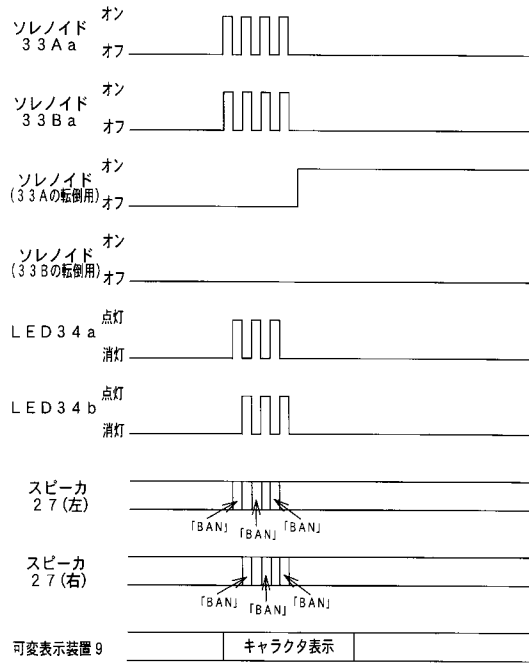 ソレノイド
33Aa
オン
オフ
ソレノイド
33Ba
オン
オフ
ソレノイド
(33Aの転倒用)
オン
オフ
ソレノイド
(33Bの転倒用)
オン
オフ
LED34a
点灯
消灯
LED34b
点灯
消灯
スピーカ
27(左)
「BAN」 「BAN」 「BAN」
スピーカ
27(右)
「BAN」 「BAN」 「BAN」
可変表示装置9
キャラクタ表示